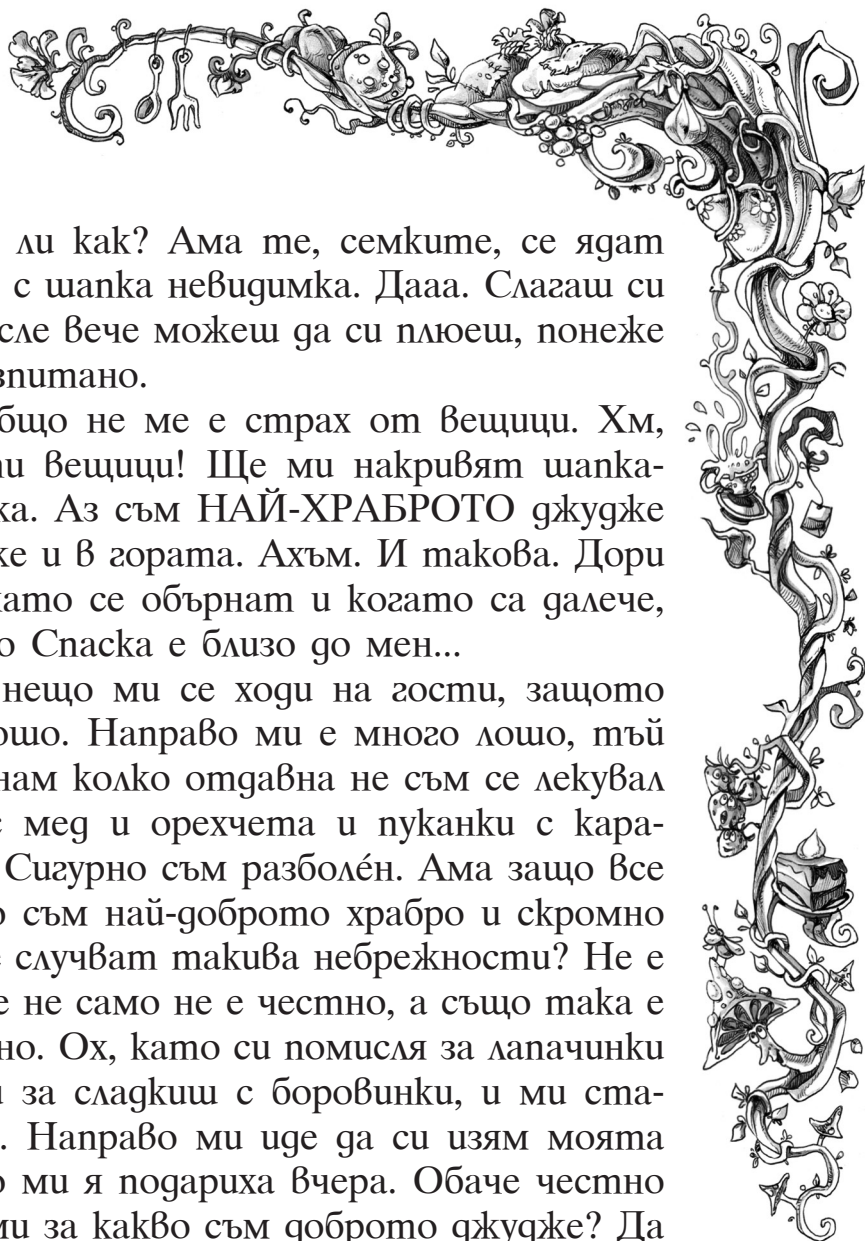 ли как? Ама те, семките, се ядат
с шапка невидимка. Дааа. Слагаш си
сле вече можеш да си плюеш, понеже
зпитано.
бщо не ме е страх от вещици. Хм,
ти вещици! Ще ми накривят шапка-
ка. Аз съм НАЙ-ХРАБРОТО джудже
ке и в гората. Ахъм. И такова. Дори
като се обърнат и когато са далече,
о Спаска е близо до мен...
нещо ми се ходи на гости, защото
ошо. Направо ми е много лошо, тъй
нам колко отдавна не съм се лекувал
с мед и орехчета и пуканки с кара-
Сигурно съм разболéн. Ама защо все
о съм най-доброто храбро и скромно
е случват такива небрежности? Не е
е не само не е честно, а също така е
но. Ох, като си помисля за лапачинки
и за сладкиш с боровинки, и ми ста-
. Направо ми иде да си изям моята
о ми я подариха вчера. Обаче честно
ми за какво съм доброто джудже? Да